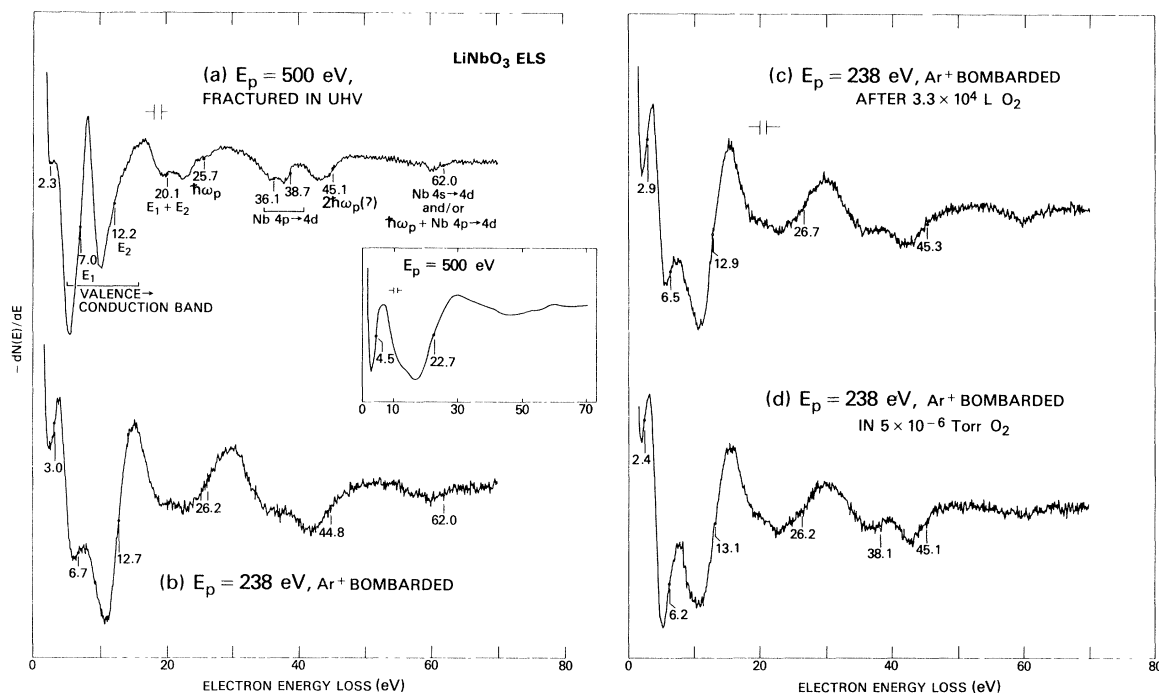 LiNbO₃ ELS
(a) Eₚ = 500 eV,
FRACTURED IN UHV
2.3
7.0
E₁
12.2
E₂
20.1
E₁ + E₂
25.7
ℏωₚ
36.1
38.7
Nb 4p→4d
45.1
2ℏωₚ(?)
62.0
Nb 4s→4d
and/or
ℏωₚ + Nb 4p→4d
VALENCE→
CONDUCTION BAND
Eₚ = 500 eV
4.5
22.7
0 10 30 50 70
− dN(E)/dE
3.0
6.7
12.7
26.2
44.8
62.0
(b) Eₚ = 238 eV, Ar⁺ BOMBARDED
0 20 40 60 80
ELECTRON ENERGY LOSS (eV)
(c) Eₚ = 238 eV, Ar⁺ BOMBARDED
AFTER 3.3 × 10⁴ L O₂
2.9
6.5
12.9
26.7
45.3
(d) Eₚ = 238 eV, Ar⁺ BOMBARDED
IN 5 × 10⁻⁶ Torr O₂
2.4
6.2
13.1
26.2
38.1
45.1
0 20 40 60 80
ELECTRON ENERGY LOSS (eV)